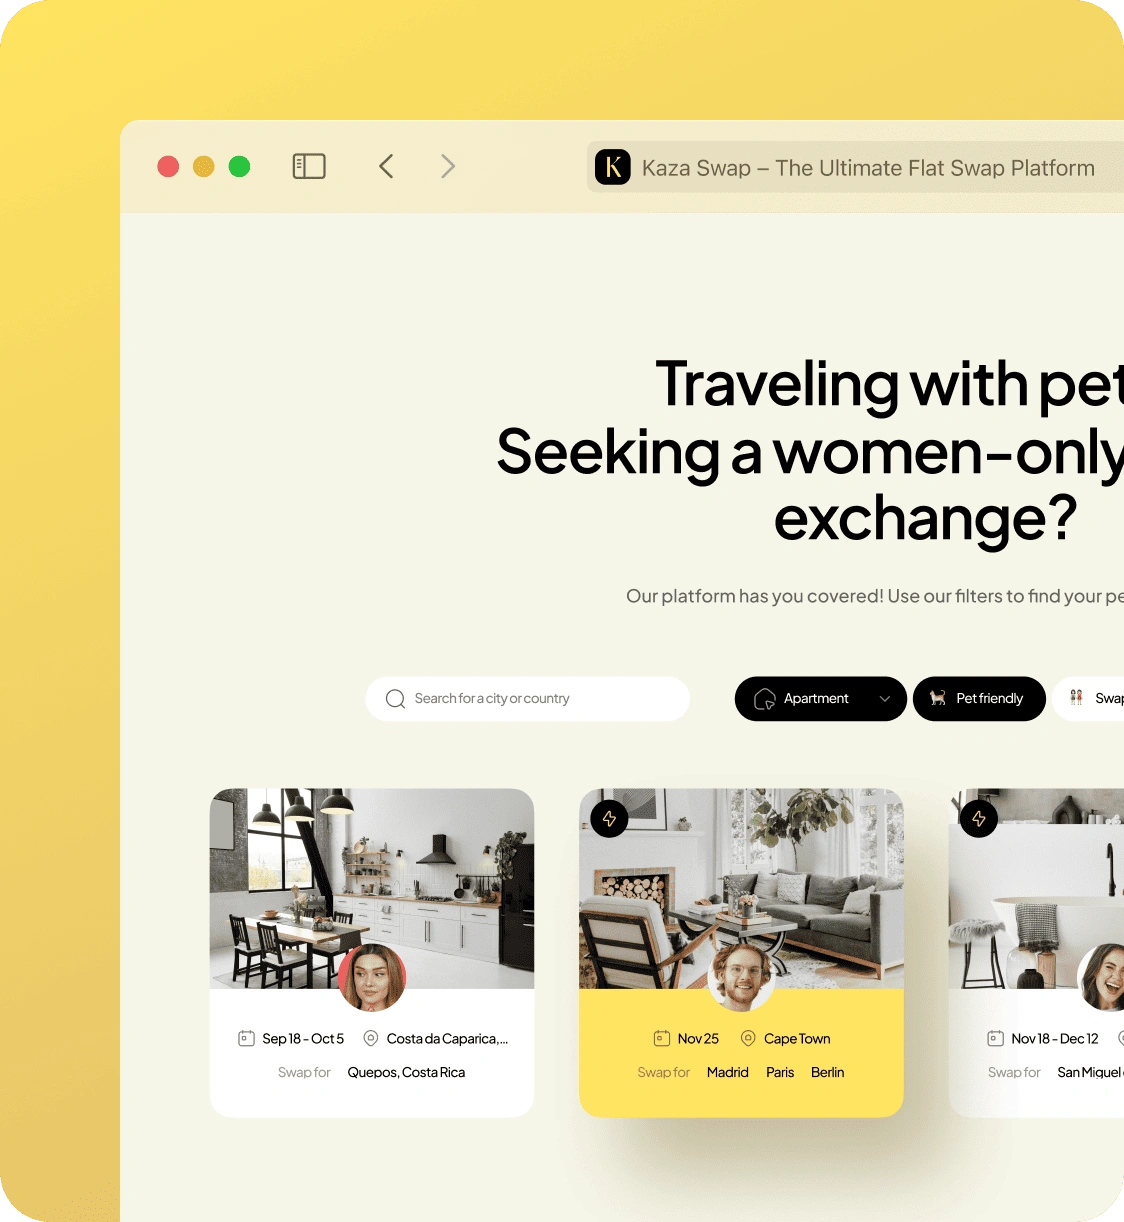 K Kaza Swap – The Ultimate Flat Swap Platform
Traveling with pet
Seeking a women-only
exchange?
Our platform has you covered! Use our filters to find your pe
Search for a city or country
Apartment
Pet friendly
Swap
Sep 18 - Oct 5 Costa da Caparica,...
Swap for Quepos, Costa Rica
Nov 25 Cape Town
Swap for Madrid Paris Berlin
Nov 18 - Dec 12
Swap for San Miquel